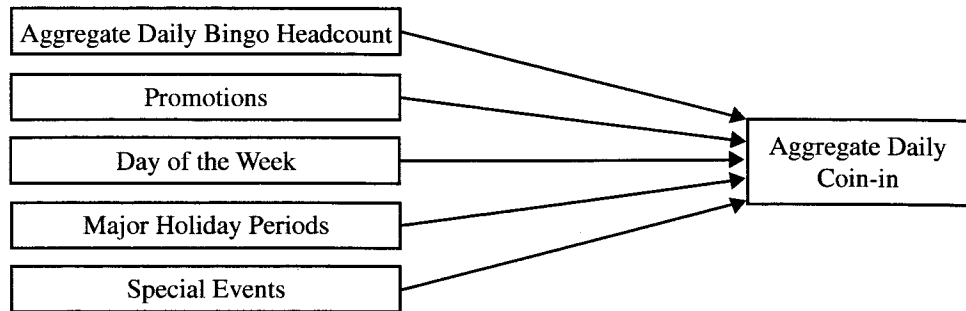 Aggregate Daily Bingo Headcount
Promotions
Day of the Week
Major Holiday Periods
Special Events
Aggregate Daily
Coin-in